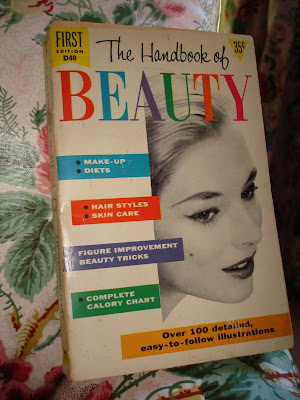 FIRST
EDITION
D40
The Handbook of
35¢
BEAUTY
• MAKE-UP
• DIETS
• HAIR STYLES
• SKIN CARE
FIGURE IMPROVEMENT
BEAUTY TRICKS
• COMPLETE
CALORY CHART
Over 100 detailed,
easy-to-follow illustrations